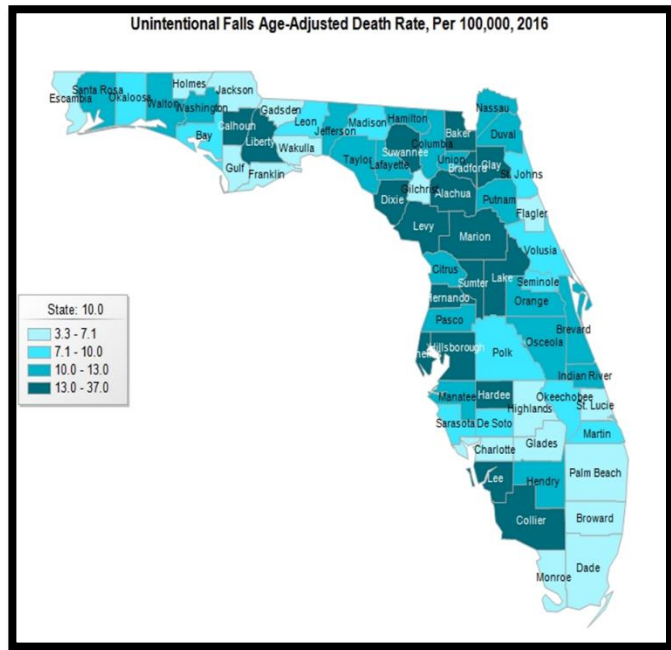 Unintentional Falls Age-Adjusted Death Rate, Per 100,000, 2016
Escambia
Santa Rosa
Okaloosa
Walton
Holmes
Washington
Jackson
Bay
Calhoun
Gulf
Liberty
Gadsden
Franklin
Leon
Wakulla
Jefferson
Madison
Taylor
Hamilton
Suwannee
Lafayette
Columbia
Dixie
Gilchrist
Baker
Union
Bradford
Alachua
Levy
Nassau
Duval
Clay
St. Johns
Putnam
Flagler
Marion
Volusia
Citrus
Sumter
Lake
Seminole
Hernando
Orange
Pasco
Hillsborough
Polk
Osceola
Brevard
Indian River
Manatee
Hardee
Highlands
Okeechobee
St. Lucie
Sarasota
De Soto
Martin
Charlotte
Glades
Lee
Hendry
Palm Beach
Collier
Broward
Monroe
Dade
State: 10.0
3.3 - 7.1
7.1 - 10.0
10.0 - 13.0
13.0 - 37.0